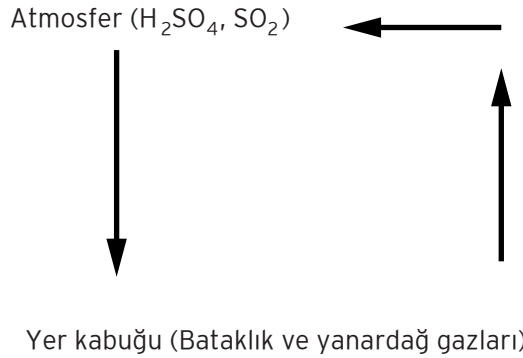 Atmosfer (H₂SO₄, SO₂)
Yer kabuğu (Bataklık ve yanardağ gazları)